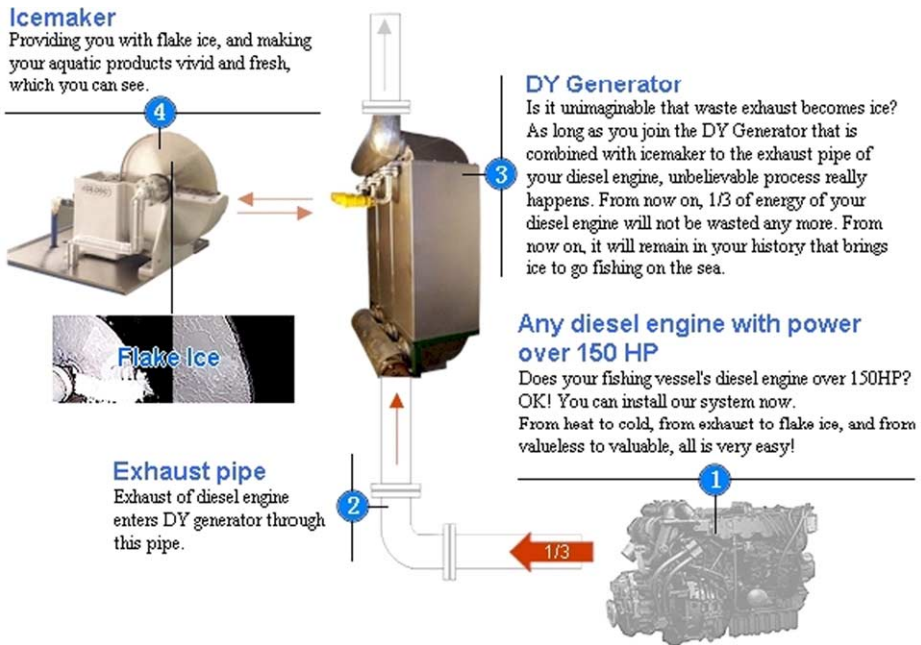 Icemaker
Providing you with flake ice, and making
your aquatic products vivid and fresh,
which you can see.
4
Flake Ice
DY Generator
Is it unimaginable that waste exhaust becomes ice?
As long as you join the DY Generator that is
combined with icemaker to the exhaust pipe of
your diesel engine, unbelievable process really
happens. From now on, 1/3 of energy of your
diesel engine will not be wasted any more. From
now on, it will remain in your history that brings
ice to go fishing on the sea.
3
Any diesel engine with power
over 150 HP
Does your fishing vessel's diesel engine over 150HP?
OK! You can install our system now.
From heat to cold, from exhaust to flake ice, and from
valueless to valuable, all is very easy!
1
Exhaust pipe
Exhaust of diesel engine
enters DY generator through
this pipe.
2
1/3